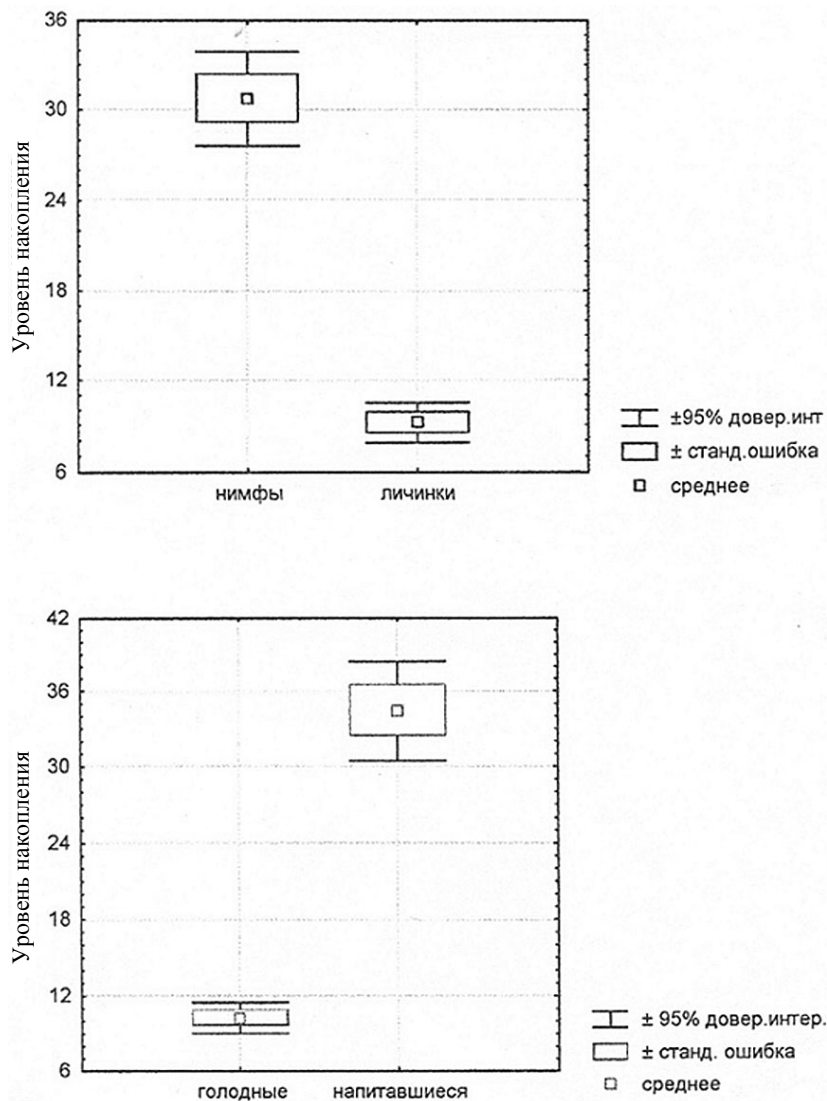 36
30
24
18
12
6
Уровень накопления
нимфы личинки
±95% довер.инт
± станд.ошибка
среднее
42
36
30
24
18
12
6
Уровень накопления
голодные напитавшиеся
± 95% довер.интер.
± станд. ошибка
среднее